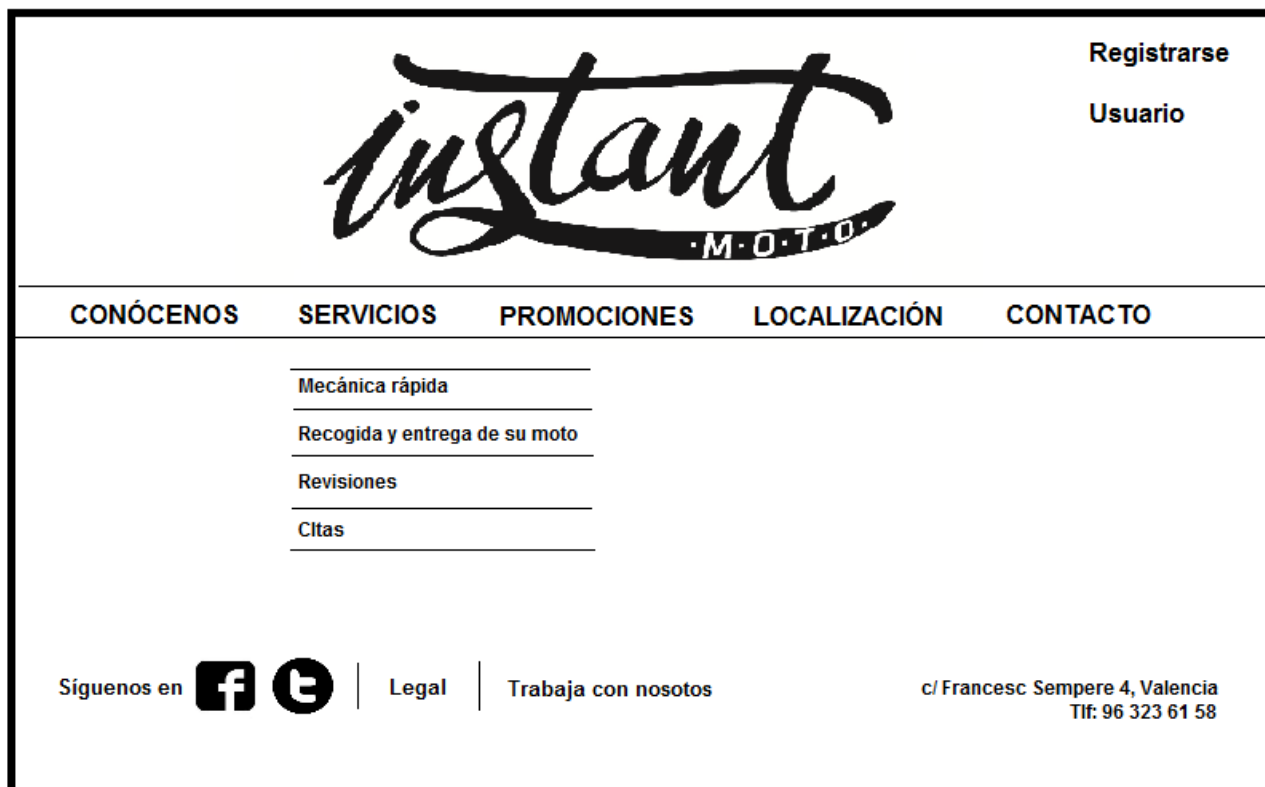 Registrarse
Usuario
instant
·M·O·T·O·
CONÓCENOS SERVICIOS PROMOCIONES LOCALIZACIÓN CONTACTO
Mecánica rápida
Recogida y entrega de su moto
Revisiones
CItas
Síguenos en f t Legal Trabaja con nosotos c/ Francesc Sempere 4, Valencia
Tlf: 96 323 61 58